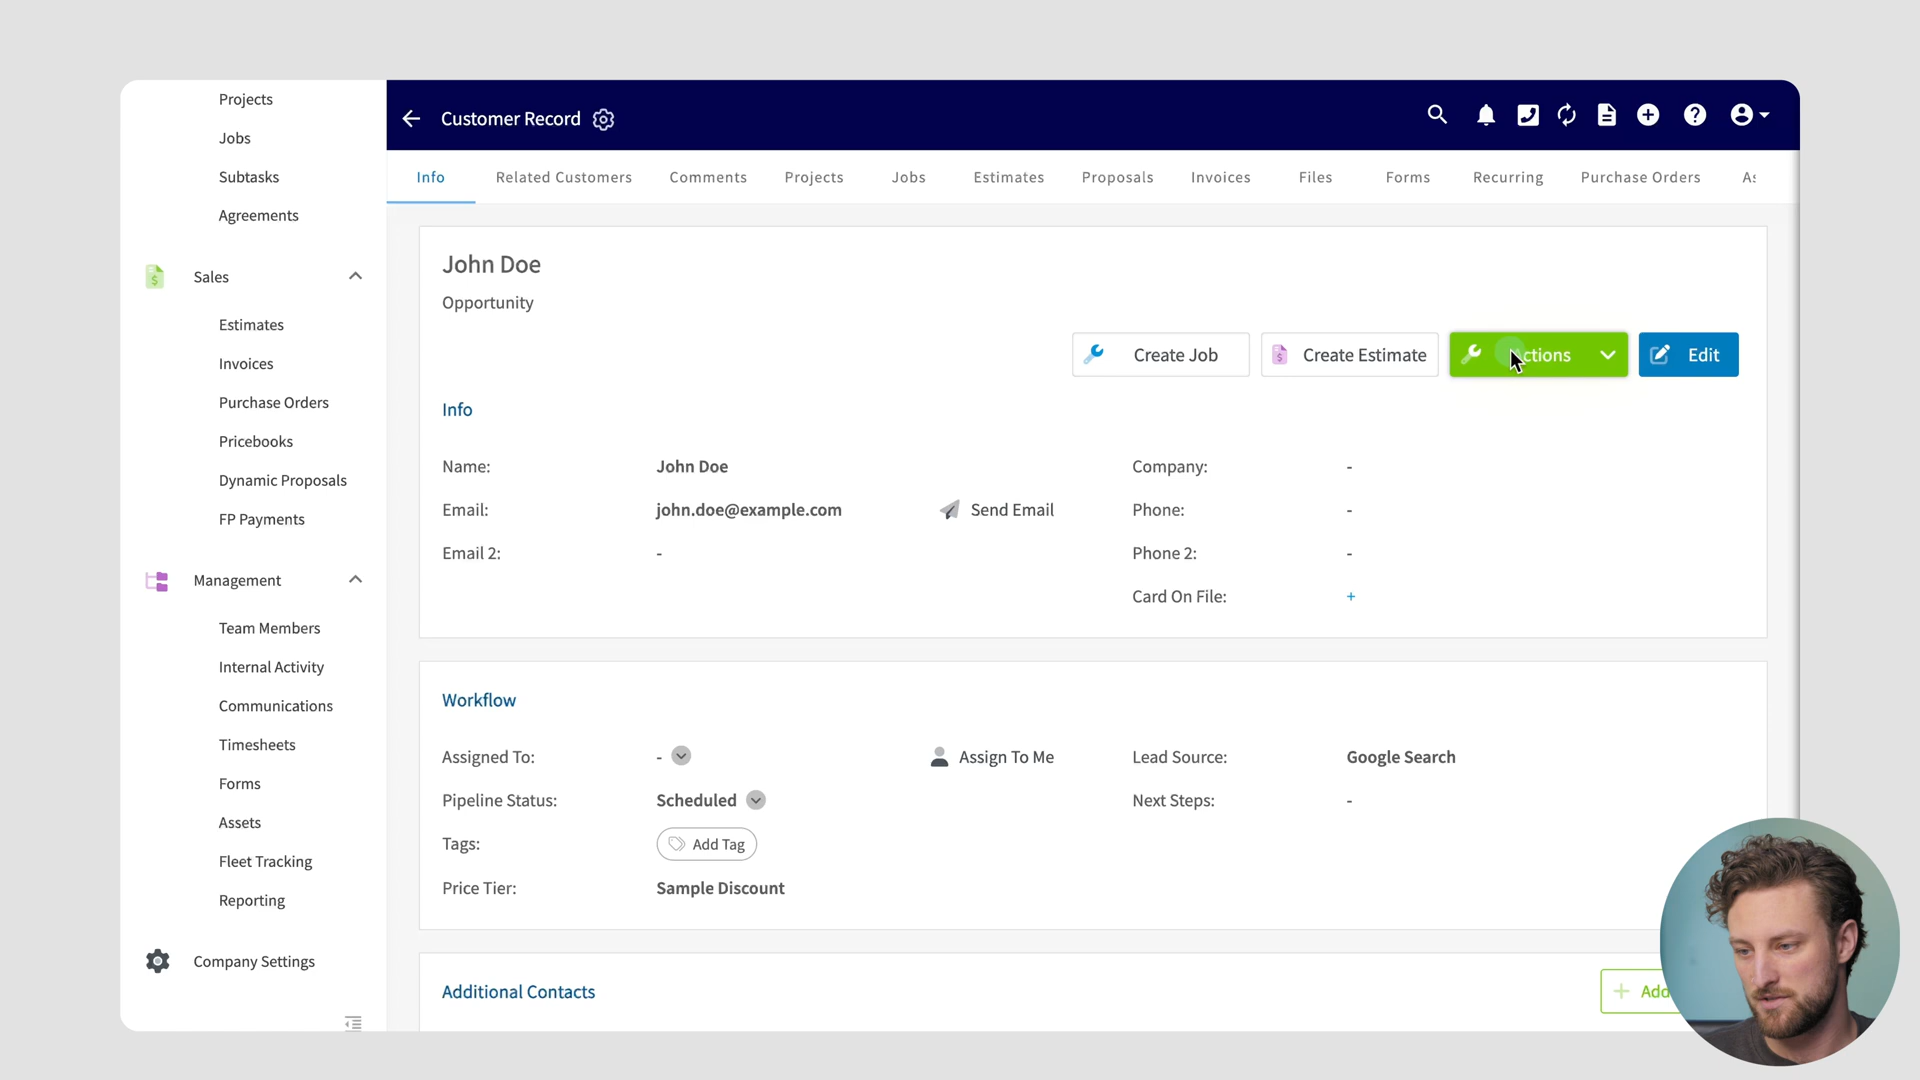 Projects
Jobs
Subtasks
Agreements
Sales
Estimates
Invoices
Purchase Orders
Pricebooks
Dynamic Proposals
FP Payments
Management
Team Members
Internal Activity
Communications
Timesheets
Forms
Assets
Fleet Tracking
Reporting
Company Settings
Customer Record
Info Related Customers Comments Projects Jobs Estimates Proposals Invoices Files Forms Recurring Purchase Orders
John Doe
Opportunity
Create Job Create Estimate Actions Edit
Info
Name: John Doe Company: -
Email: john.doe@example.com Send Email Phone: -
Email 2: - Phone 2: -
Card On File: +
Workflow
Assigned To: - Assign To Me Lead Source: Google Search
Pipeline Status: Scheduled Next Steps: -
Tags: Add Tag
Price Tier: Sample Discount
Additional Contacts
+ Add